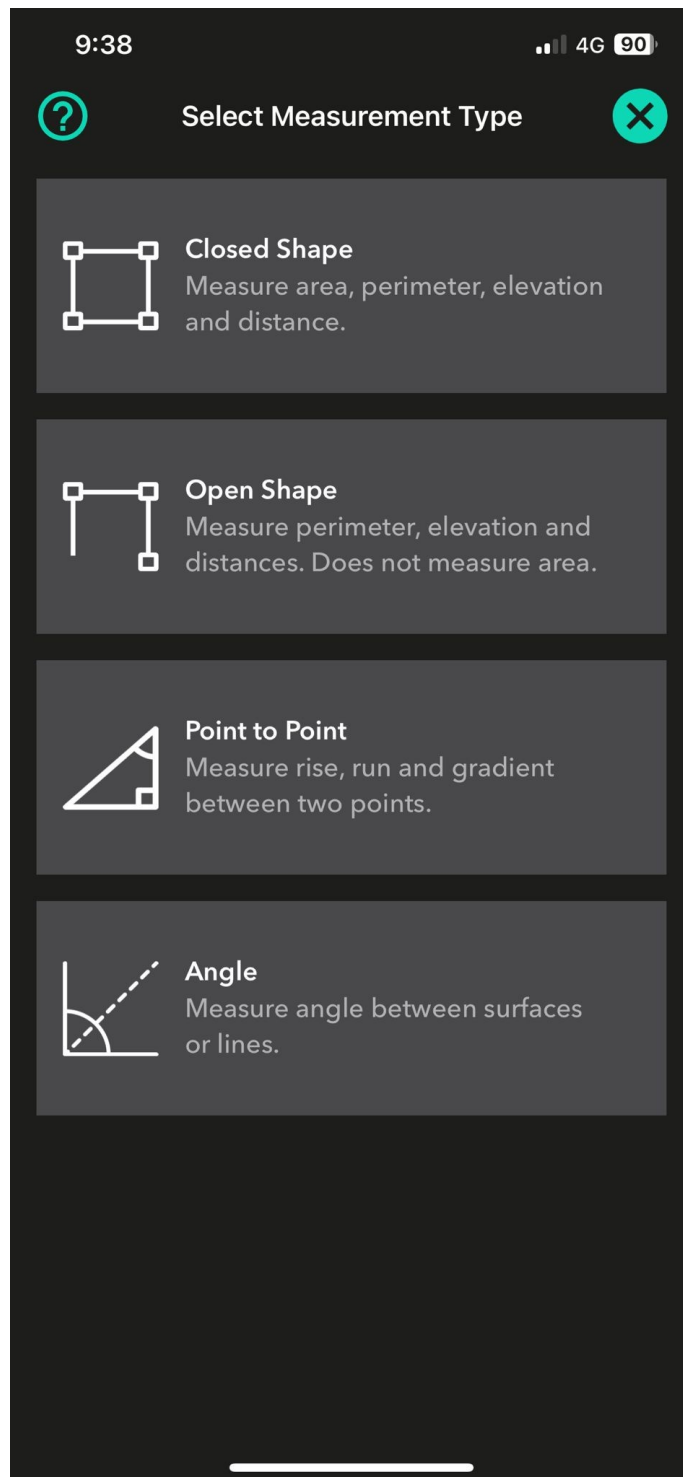 9:38
4G 90
Select Measurement Type
Closed Shape
Measure area, perimeter, elevation
and distance.
Open Shape
Measure perimeter, elevation and
distances. Does not measure area.
Point to Point
Measure rise, run and gradient
between two points.
Angle
Measure angle between surfaces
or lines.